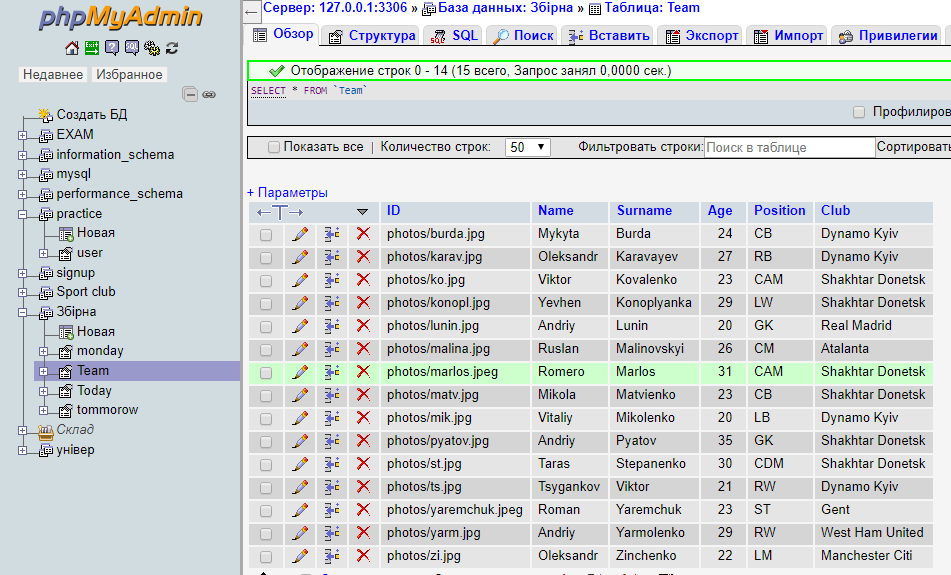 phpMyAdmin
Недавнее Избранное
Создать БД
EXAM
information_schema
mysql
performance_schema
practice
Новая
user
signup
Sport club
Збірна
Новая
monday
Team
Today
tommorow
Склад
універ
Сервер: 127.0.0.1:3306 » База данных: Збірна » Таблица: Team
Обзор Структура SQL Поиск Вставить Экспорт Импорт Привилегии
Отображение строк 0 - 14 (15 всего, Запрос занял 0,0000 сек.)
SELECT * FROM `Team`
Профилиров
Показать все | Количество строк: 50 Фильтровать строки: Поиск в таблице Сортировать
+ Параметры
ID Name Surname Age Position Club
photos/burda.jpg Mykyta Burda 24 CB Dynamo Kyiv
photos/karav.jpg Oleksandr Karavayev 27 RB Dynamo Kyiv
photos/ko.jpg Viktor Kovalenko 23 CAM Shakhtar Donetsk
photos/konopl.jpg Yevhen Konoplyanka 29 LW Shakhtar Donetsk
photos/lunin.jpg Andriy Lunin 20 GK Real Madrid
photos/malina.jpg Ruslan Malinovskyi 26 CM Atalanta
photos/marlos.jpeg Romero Marlos 31 CAM Shakhtar Donetsk
photos/matv.jpg Mikola Matvienko 23 CB Shakhtar Donetsk
photos/mik.jpg Vitaliy Mikolenko 20 LB Dynamo Kyiv
photos/pyatov.jpg Andriy Pyatov 35 GK Shakhtar Donetsk
photos/st.jpg Taras Stepanenko 30 CDM Shakhtar Donetsk
photos/ts.jpg Tsygankov Viktor 21 RW Dynamo Kyiv
photos/yaremchuk.jpeg Roman Yaremchuk 23 ST Gent
photos/yarm.jpg Andriy Yarmolenko 29 RW West Ham United
photos/zi.jpg Oleksandr Zinchenko 22 LM Manchester Citi